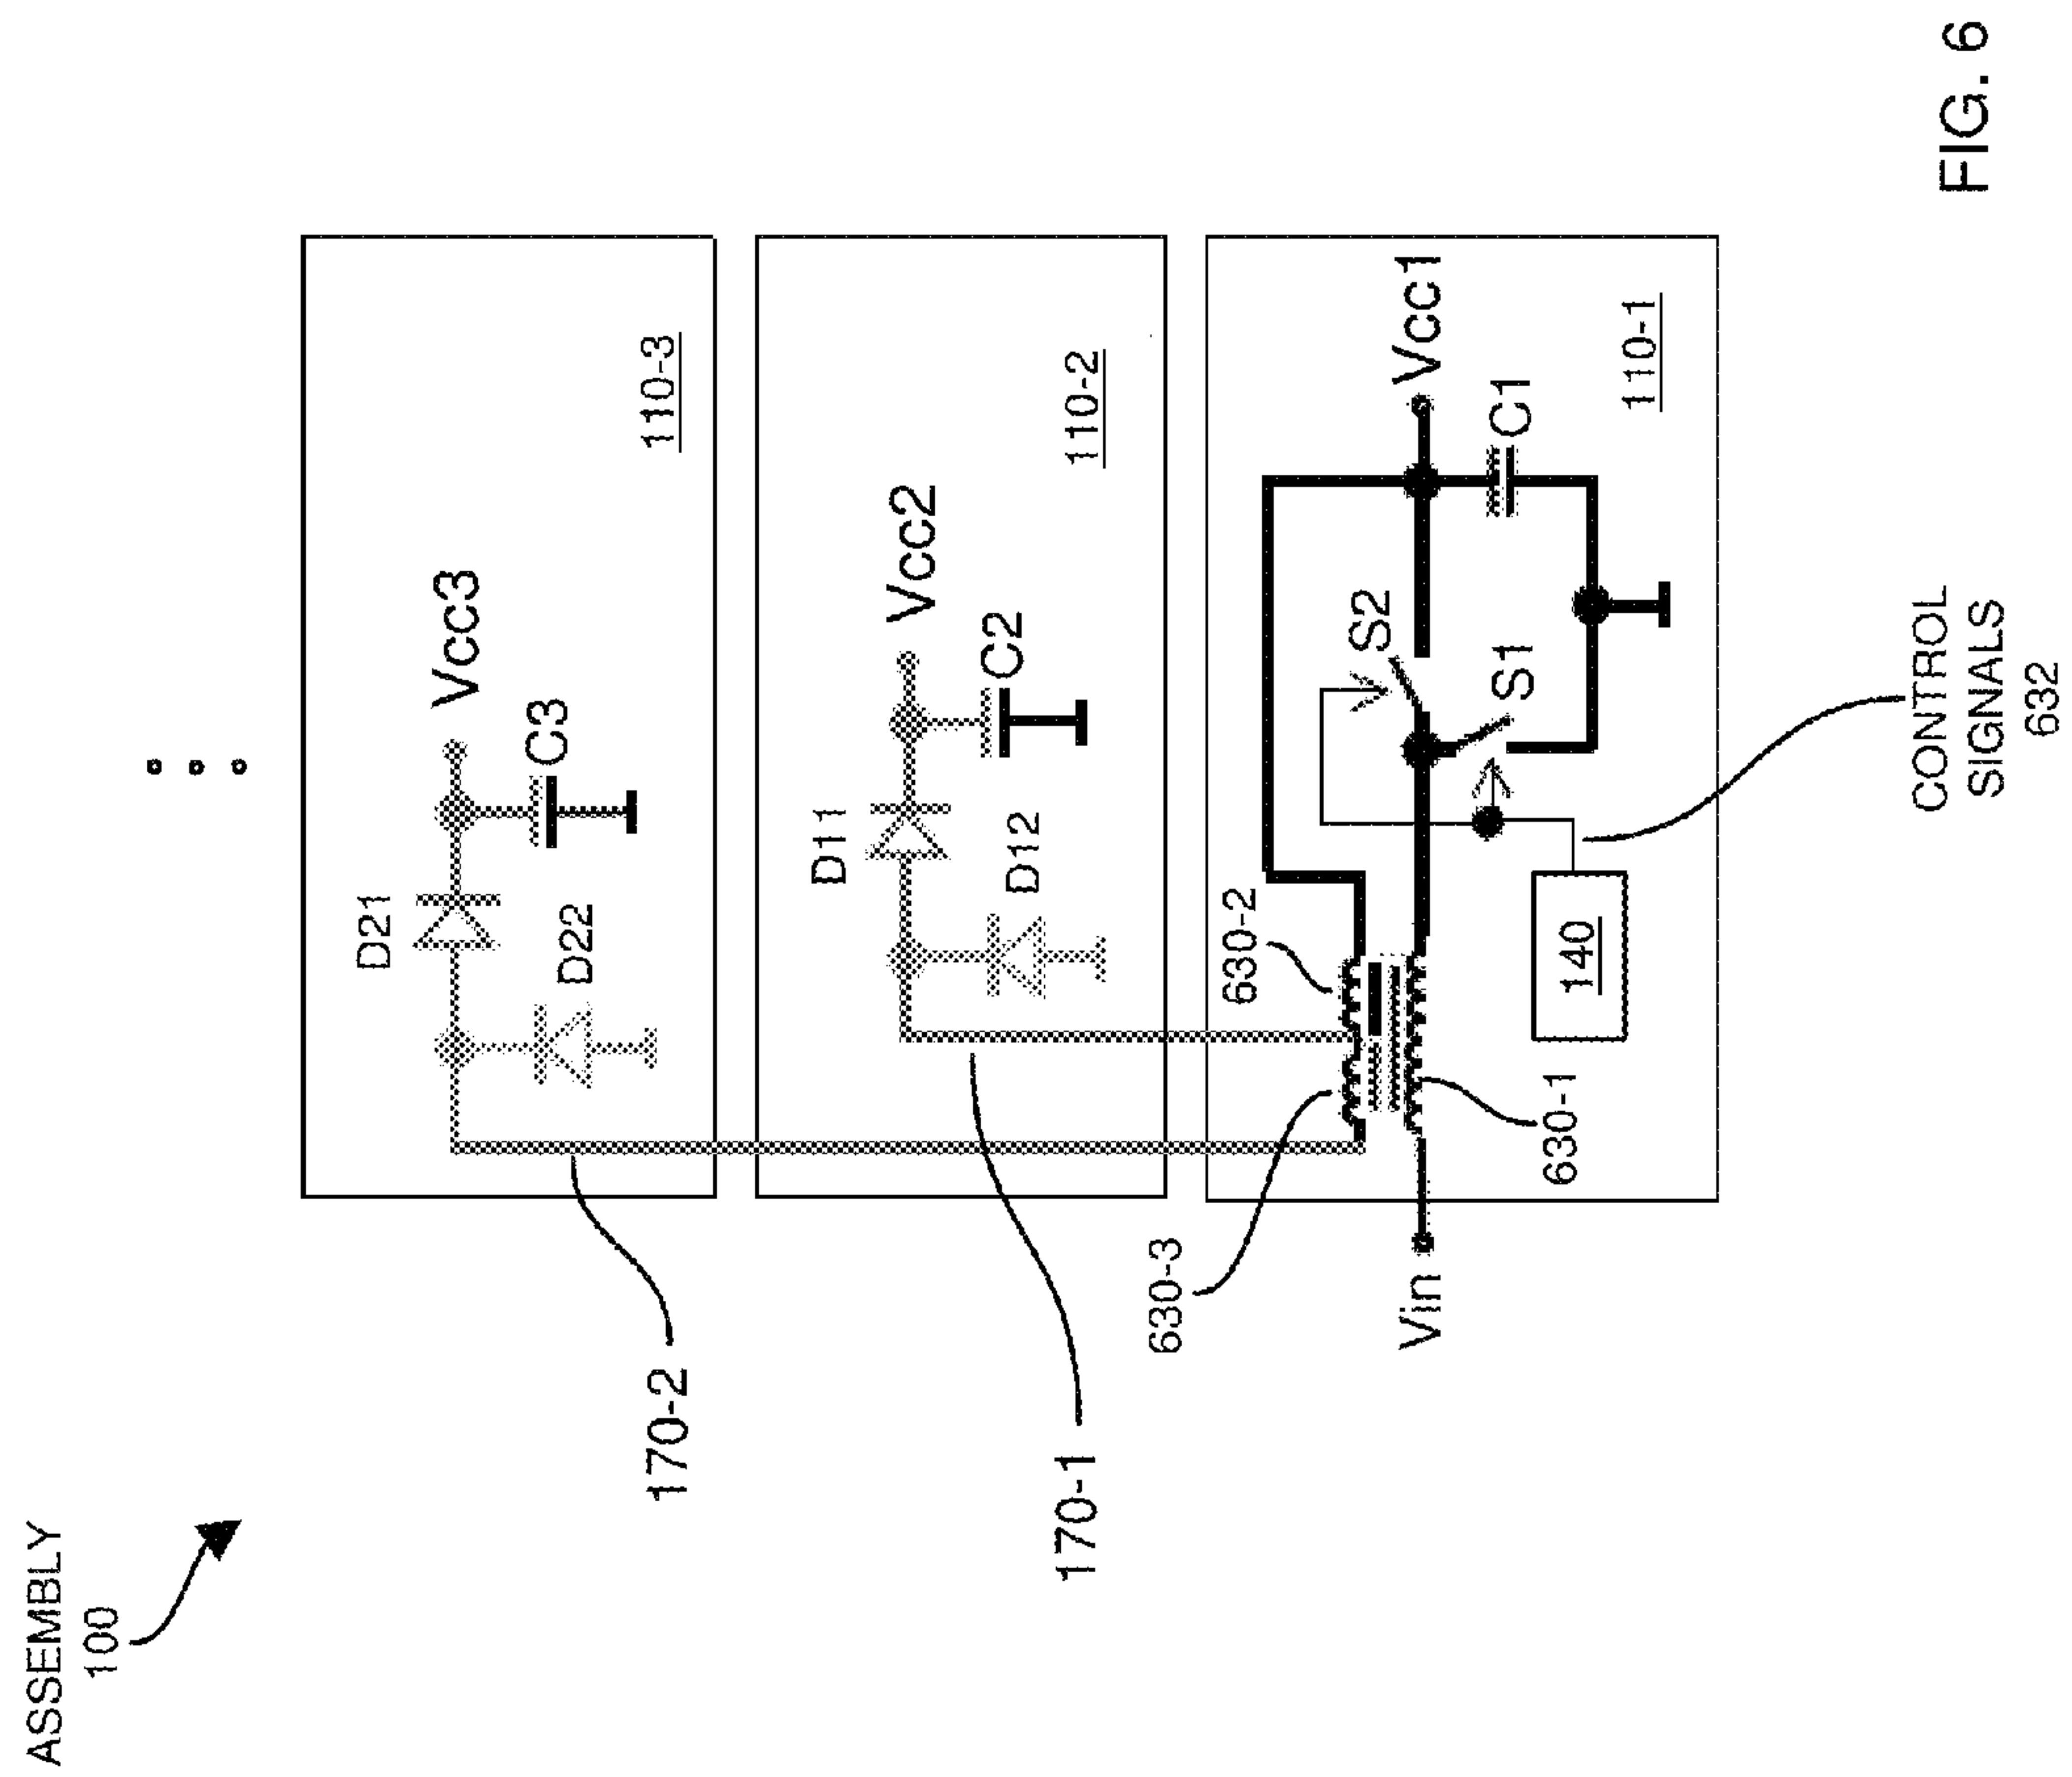 ASSEMBLY
100
Vcc3
D21
C3
D22
110-3
170-2
Vcc2
D11
C2
D12
110-2
170-1
630-2
630-3
S2
Vcc1
Vin
C1
S1
630-1
140
110-1
CONTROL
SIGNALS
632
FIG. 6